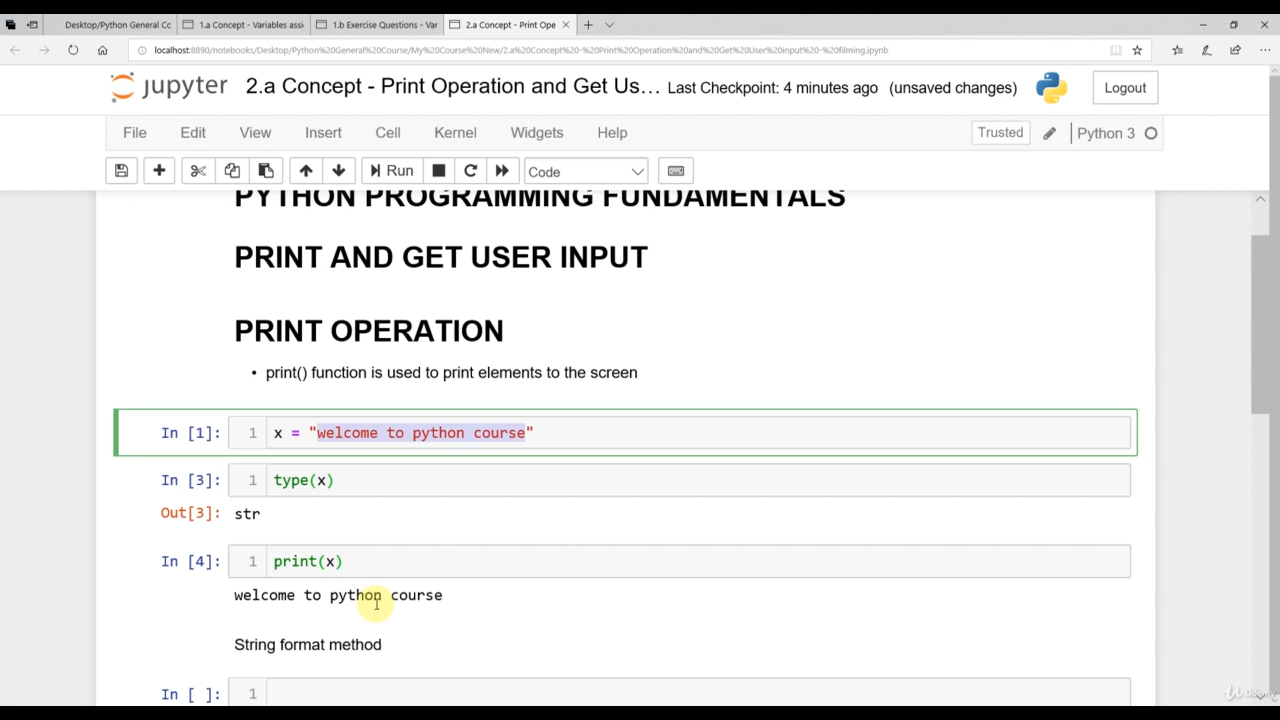 Desktop/Python General Cc
1.a Concept - Variables assi
1.b Exercise Questions - Var
2.a Concept - Print Ope
localhost:8890/notebooks/Desktop/Python%20General%20Course/My%20Course%20New/2.a%20Concept%20-%20Print%20Operation%20and%20Get%20User%20input%20-%20filming.ipynb
jupyter 2.a Concept - Print Operation and Get Us… Last Checkpoint: 4 minutes ago (unsaved changes) Logout
File Edit View Insert Cell Kernel Widgets Help Trusted Python 3
Run Code
PYTHON PROGRAMMING FUNDAMENTALS
PRINT AND GET USER INPUT
PRINT OPERATION
• print() function is used to print elements to the screen
In [1]: 1 x = "welcome to python course"
In [3]: 1 type(x)
Out[3]: str
In [4]: 1 print(x)
welcome to python course
String format method
In [ ]: 1
Udemy